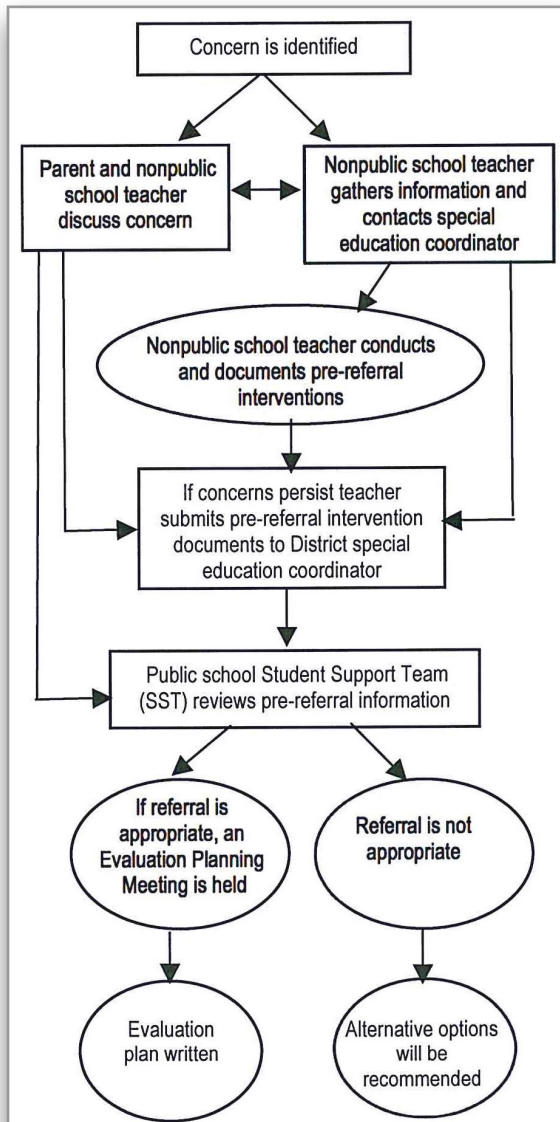 Concern is identified
Parent and nonpublic
school teacher
discuss concern
Nonpublic school teacher
gathers information and
contacts special
education coordinator
Nonpublic school teacher conducts
and documents pre-referral
interventions
If concerns persist teacher
submits pre-referral intervention
documents to District special
education coordinator
Public school Student Support Team
(SST) reviews pre-referral information
If referral is
appropriate, an
Evaluation Planning
Meeting is held
Referral is not
appropriate
Evaluation
plan written
Alternative options
will be
recommended